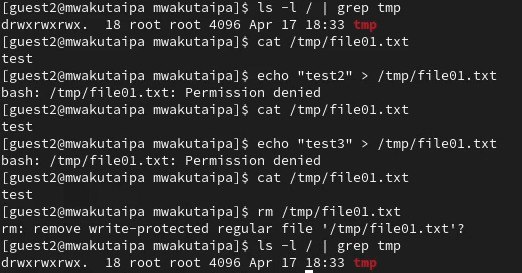 [guest2@mwakutaipa mwakutaipa]$ ls -l / | grep tmp
drwxrwxrwx.  18 root root 4096 Apr 17 18:33 tmp
[guest2@mwakutaipa mwakutaipa]$ cat /tmp/file01.txt
test
[guest2@mwakutaipa mwakutaipa]$ echo "test2" > /tmp/file01.txt
bash: /tmp/file01.txt: Permission denied
[guest2@mwakutaipa mwakutaipa]$ cat /tmp/file01.txt
test
[guest2@mwakutaipa mwakutaipa]$ echo "test3" > /tmp/file01.txt
bash: /tmp/file01.txt: Permission denied
[guest2@mwakutaipa mwakutaipa]$ cat /tmp/file01.txt
test
[guest2@mwakutaipa mwakutaipa]$ rm /tmp/file01.txt
rm: remove write-protected regular file '/tmp/file01.txt'?
[guest2@mwakutaipa mwakutaipa]$ ls -l / | grep tmp
drwxrwxrwx.  18 root root 4096 Apr 17 18:33 tmp